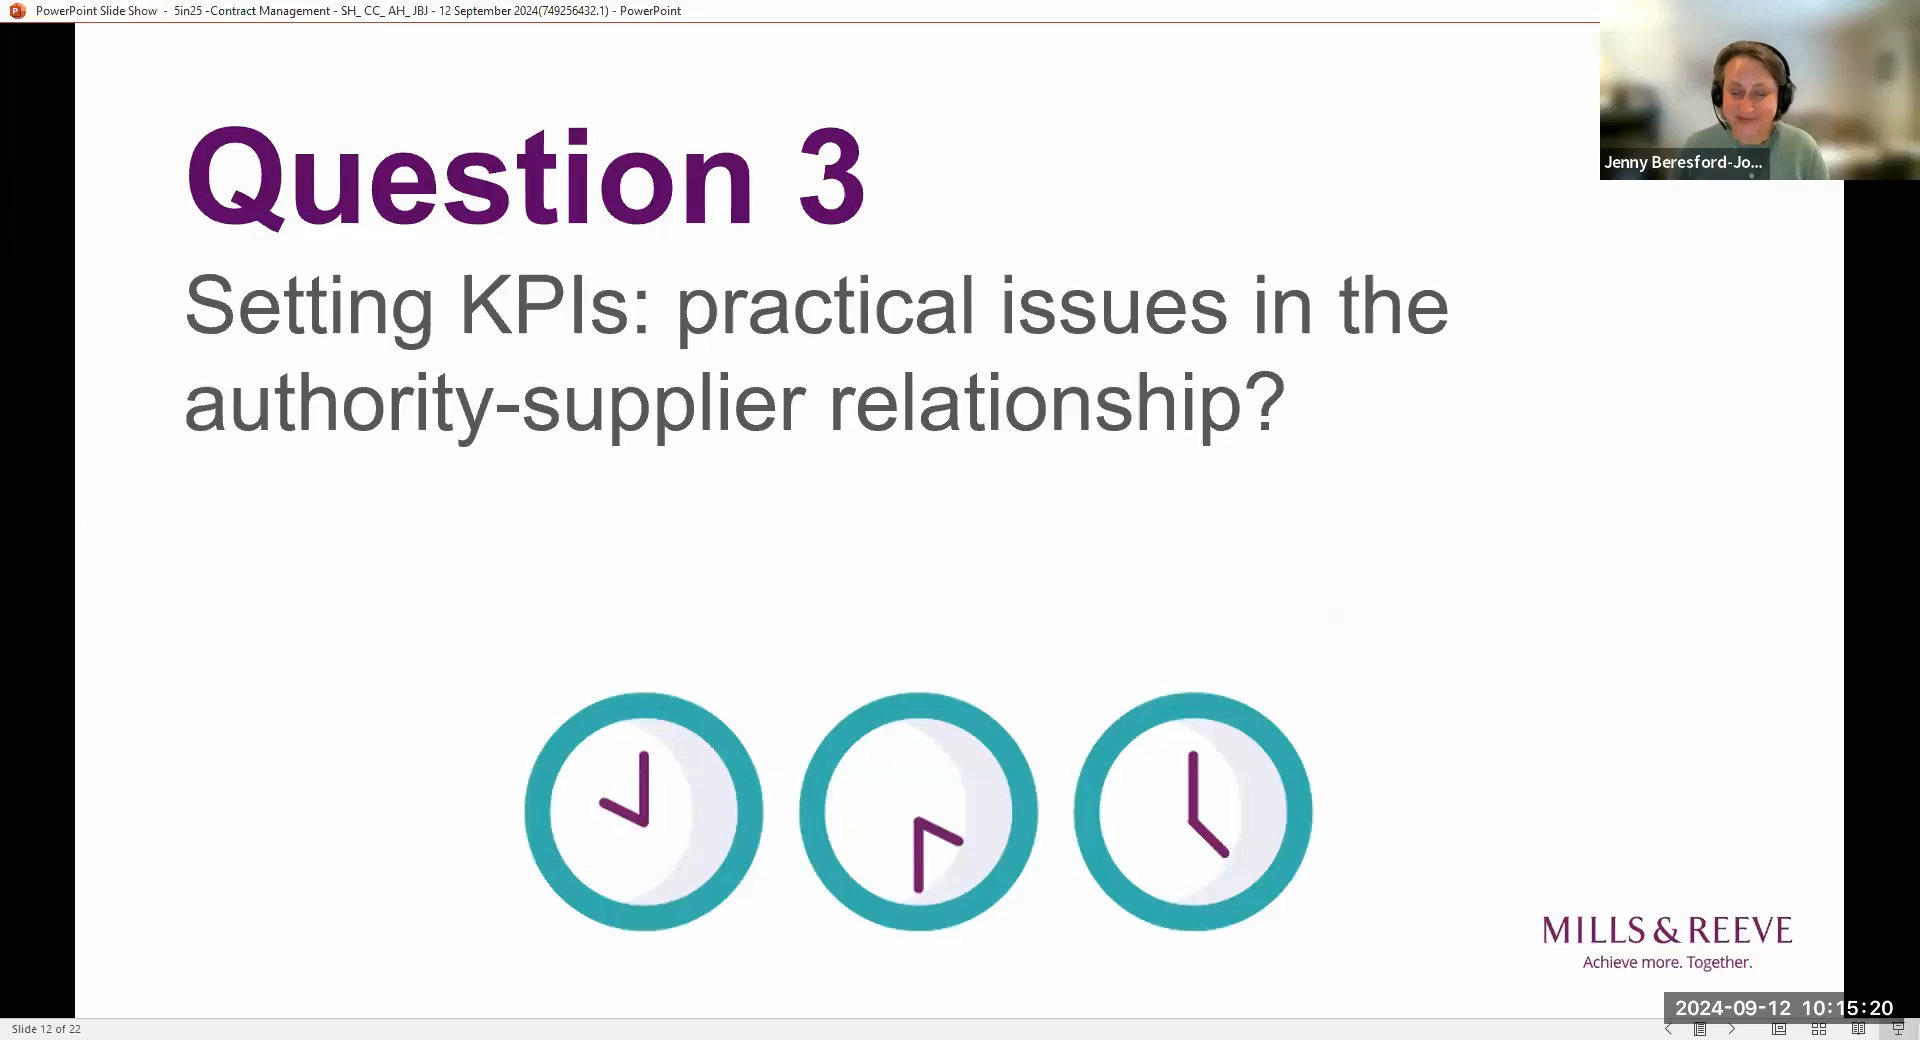 PowerPoint Slide Show - 5in25 -Contract Management - SH_ CC_ AH_ JBJ - 12 September 2024(749256432.1) - PowerPoint
Jenny Beresford-Jo...
Question 3
Setting KPIs: practical issues in the
authority-supplier relationship?
MILLS & REEVE
Achieve more. Together.
2024-09-12 10:15:20
Slide 12 of 22